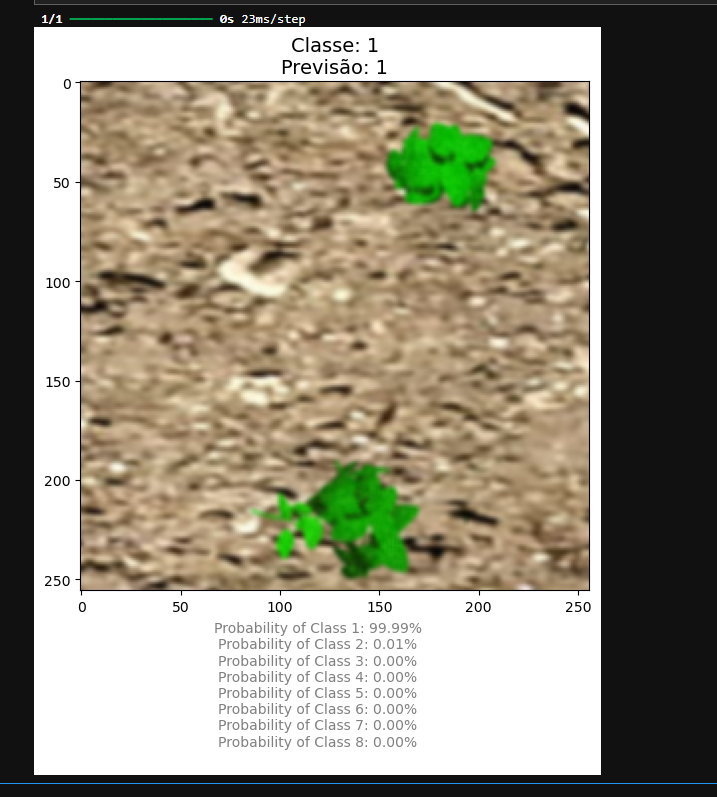 1/1 ━━━━━━━━━━━━━━━━━━━━ 0s 23ms/step
Classe: 1
Previsão: 1
0
50
100
150
200
250
0 50 100 150 200 250
Probability of Class 1: 99.99%
Probability of Class 2: 0.01%
Probability of Class 3: 0.00%
Probability of Class 4: 0.00%
Probability of Class 5: 0.00%
Probability of Class 6: 0.00%
Probability of Class 7: 0.00%
Probability of Class 8: 0.00%